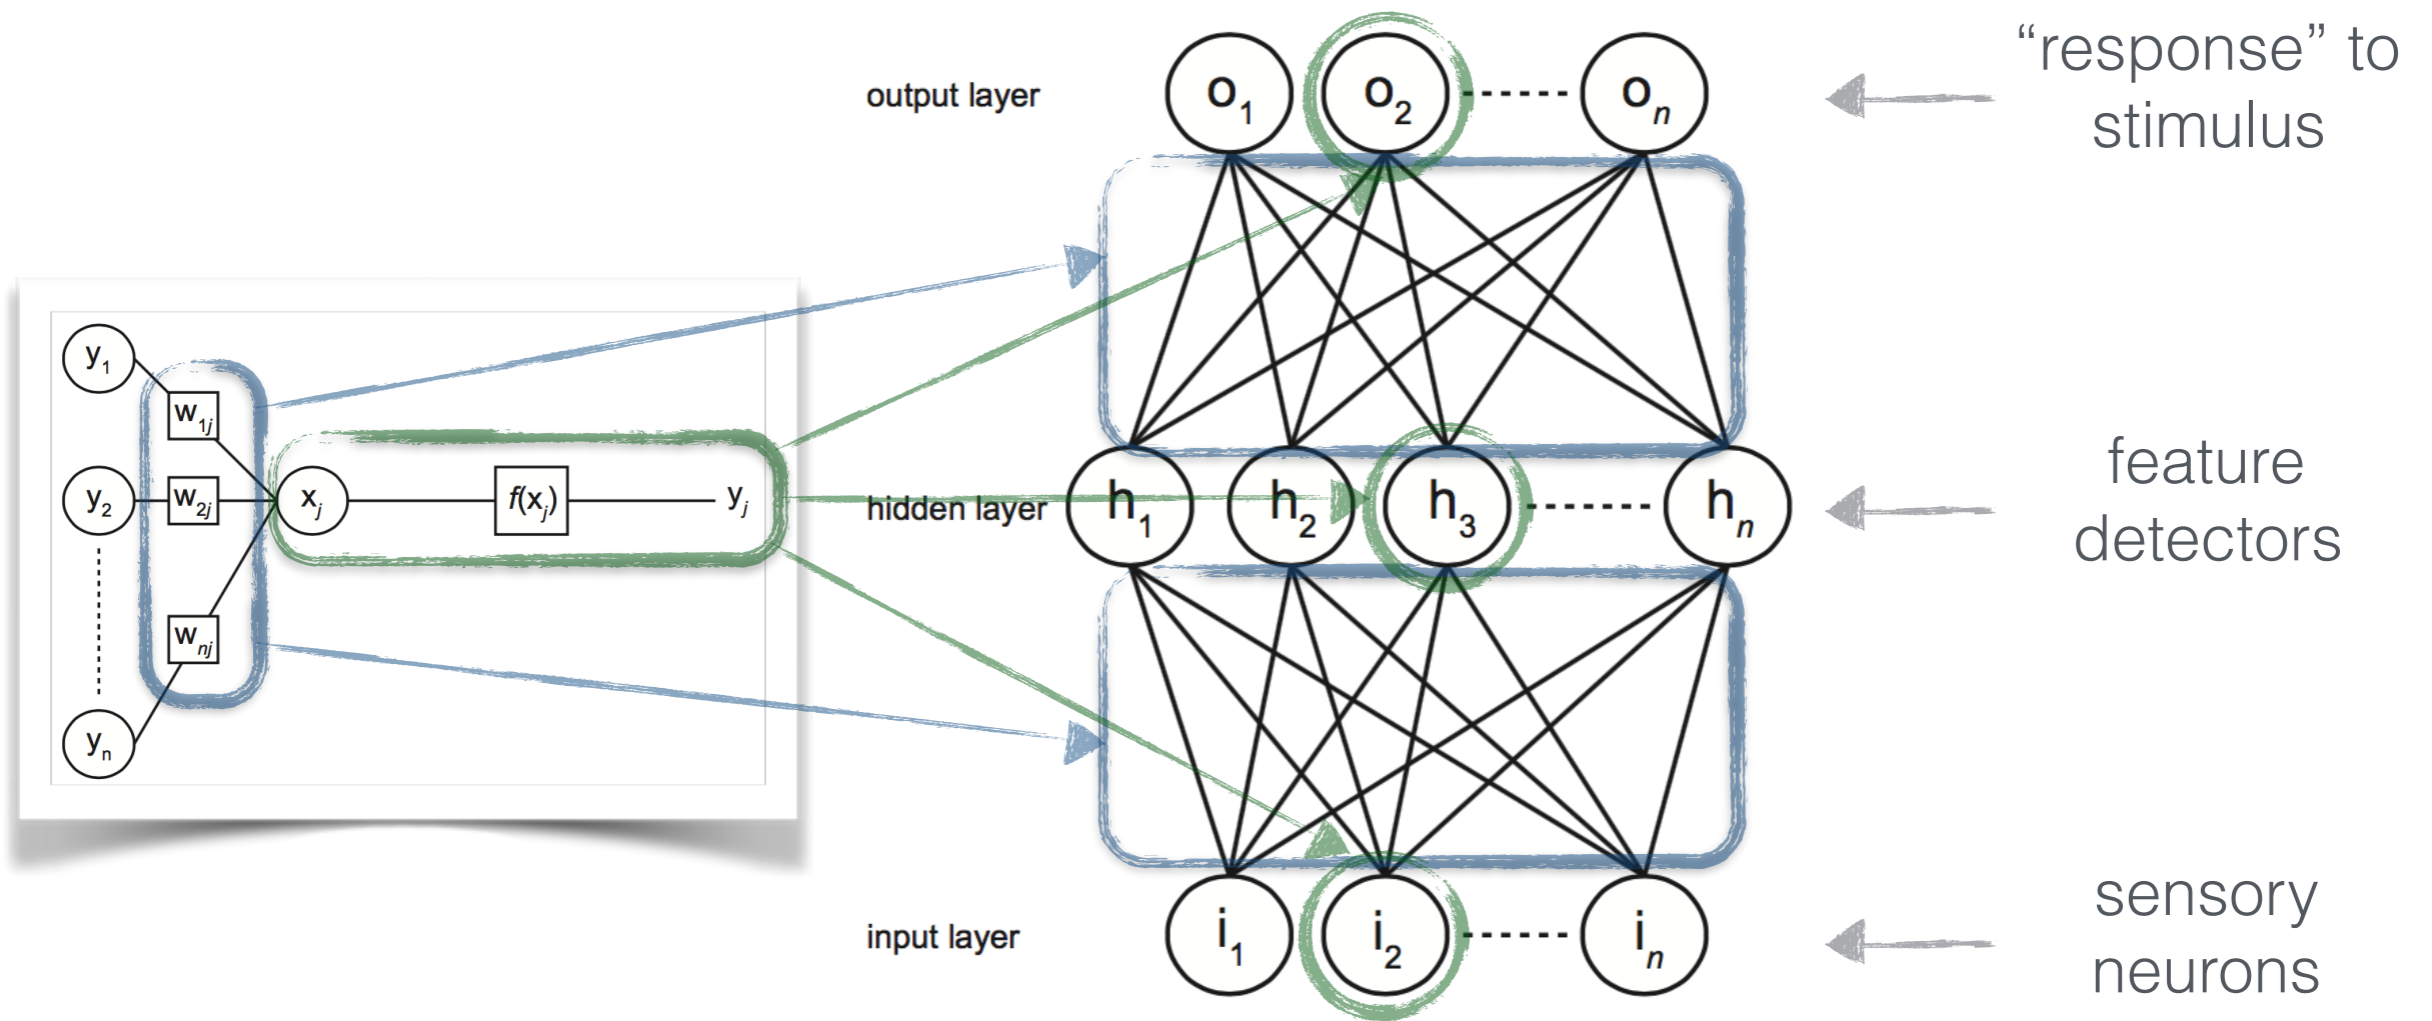 y1
w1j
y2
w2j
xj
f(xj)
yj
wnj
yn
output layer
o1
o2
on
“response” to
stimulus
hidden layer
h1
h2
h3
hn
feature
detectors
input layer
i1
i2
in
sensory
neurons